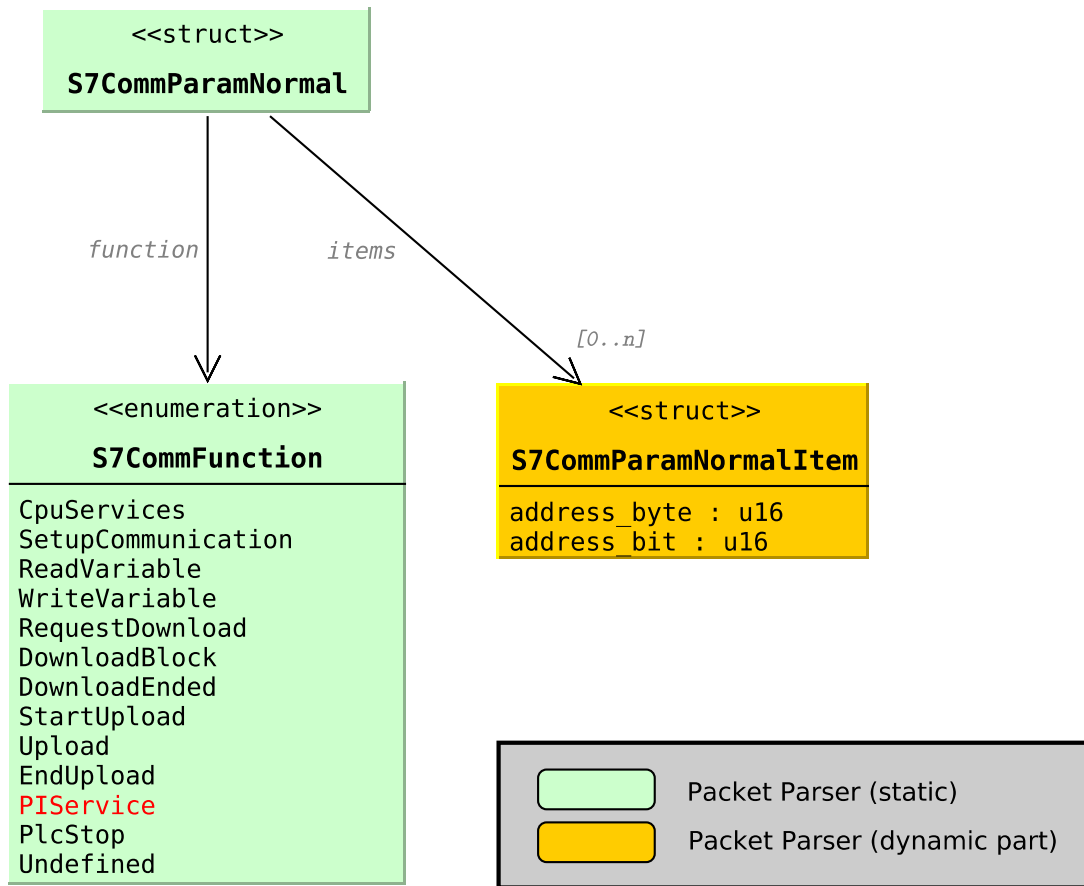 <<struct>>
S7CommParamNormal
function
items
[0..n]
<<enumeration>>
S7CommFunction
CpuServices
SetupCommunication
ReadVariable
WriteVariable
RequestDownload
DownloadBlock
DownloadEnded
StartUpload
Upload
EndUpload
PIService
PlcStop
Undefined
<<struct>>
S7CommParamNormalItem
address_byte : u16
address_bit : u16
Packet Parser (static)
Packet Parser (dynamic part)